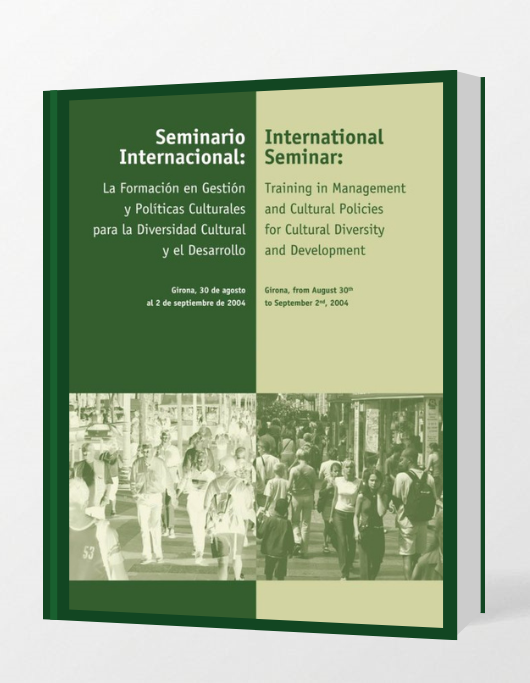 Seminario
Internacional:
La Formación en Gestión
y Políticas Culturales
para la Diversidad Cultural
y el Desarrollo
Girona, 30 de agosto
al 2 de septiembre de 2004
International
Seminar:
Training in Management
and Cultural Policies
for Cultural Diversity
and Development
Girona, from August 30th
to September 2nd, 2004
53